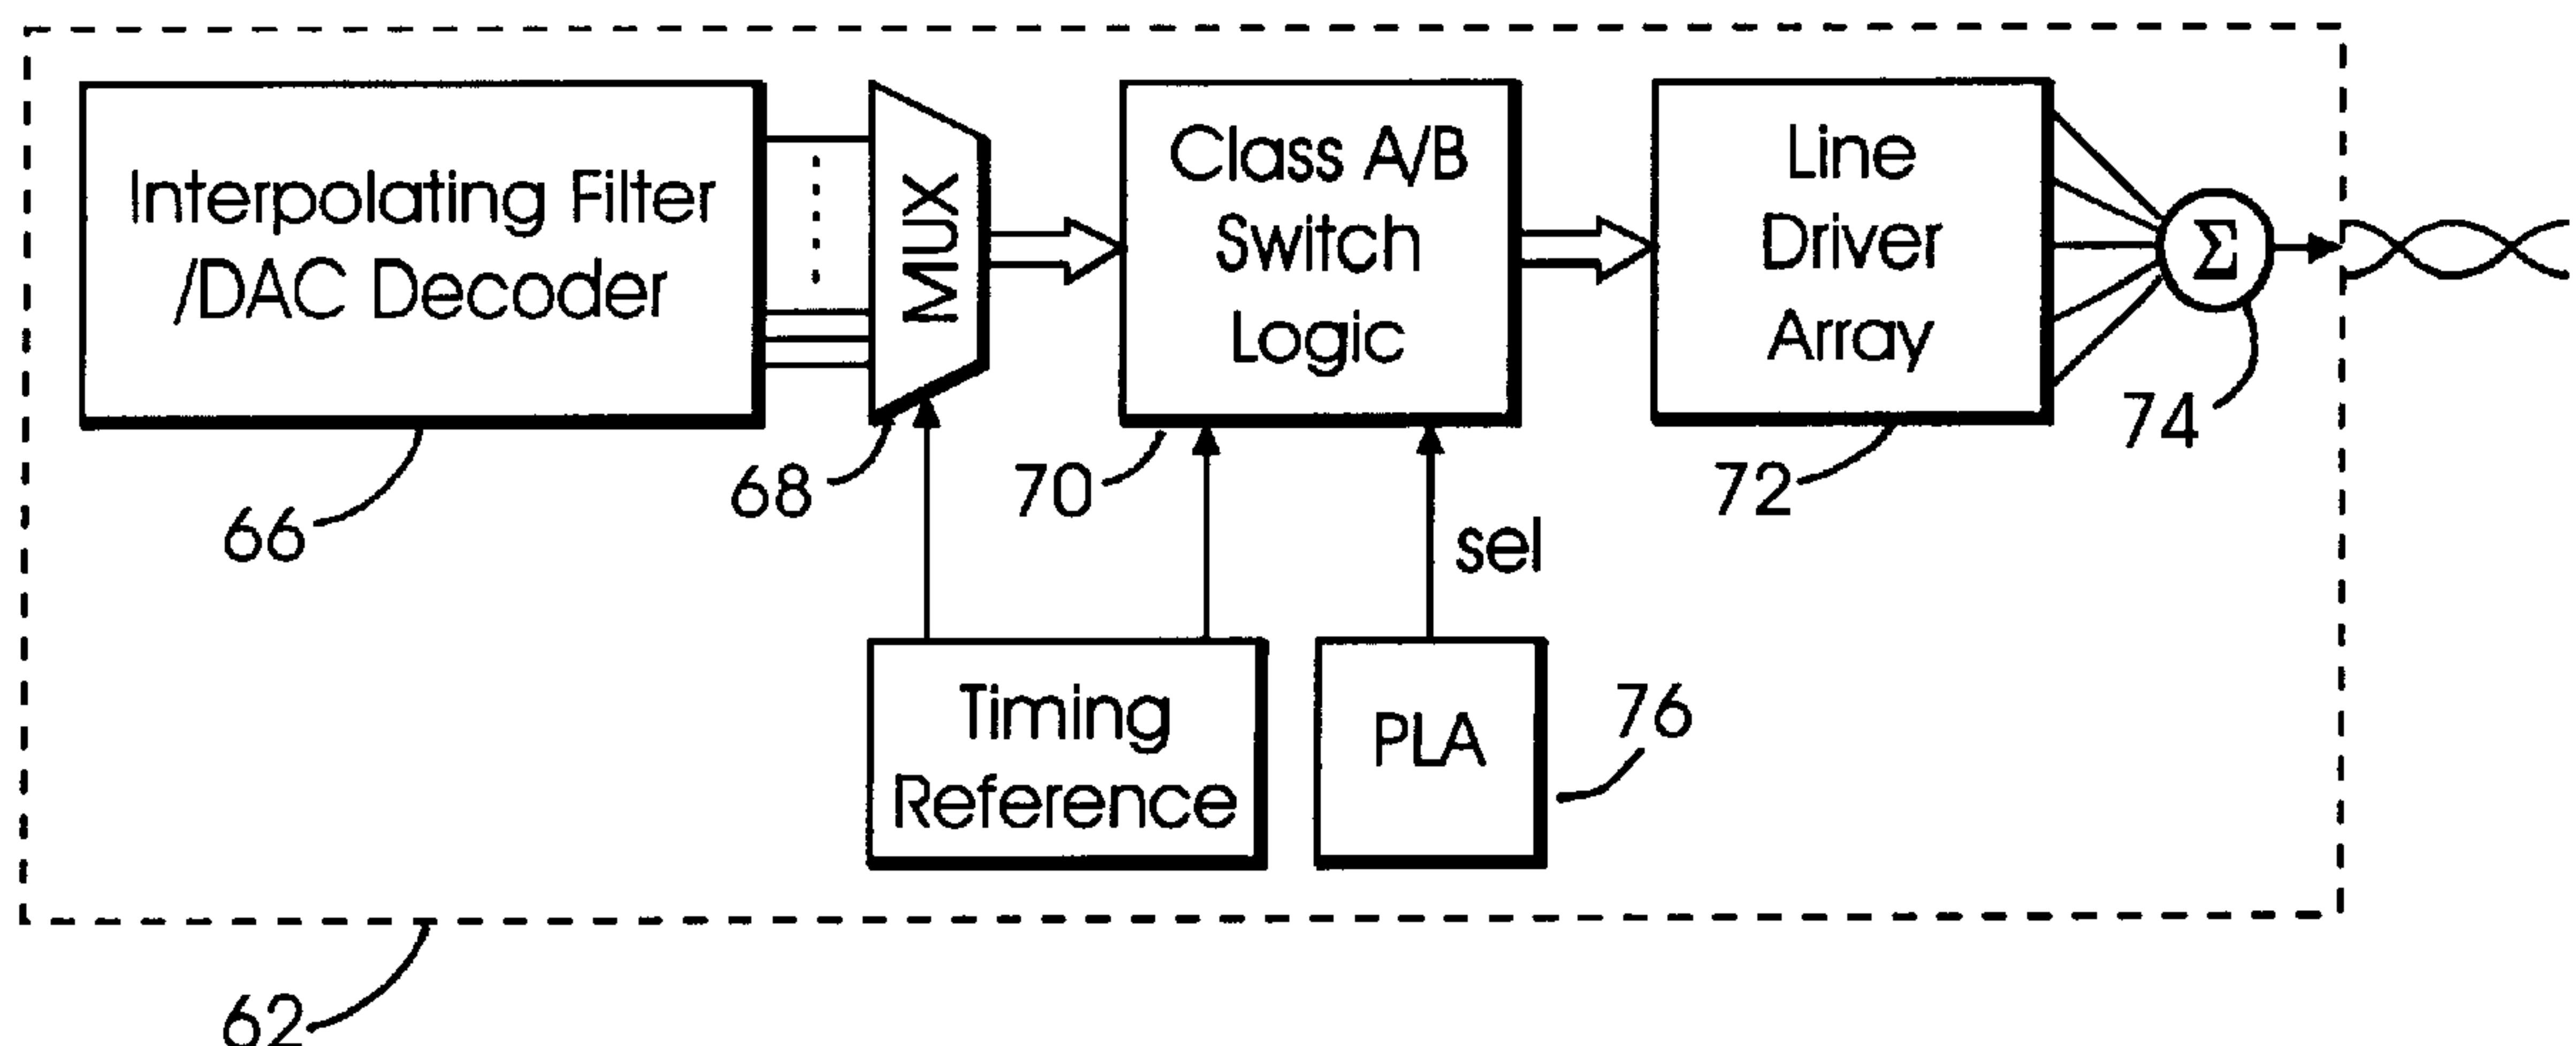 Interpolating Filter
/DAC Decoder
MUX
Class A/B
Switch
Logic
Line
Driver
Array
Σ
74
66
68
70
72
sel
Timing
Reference
PLA
76
62